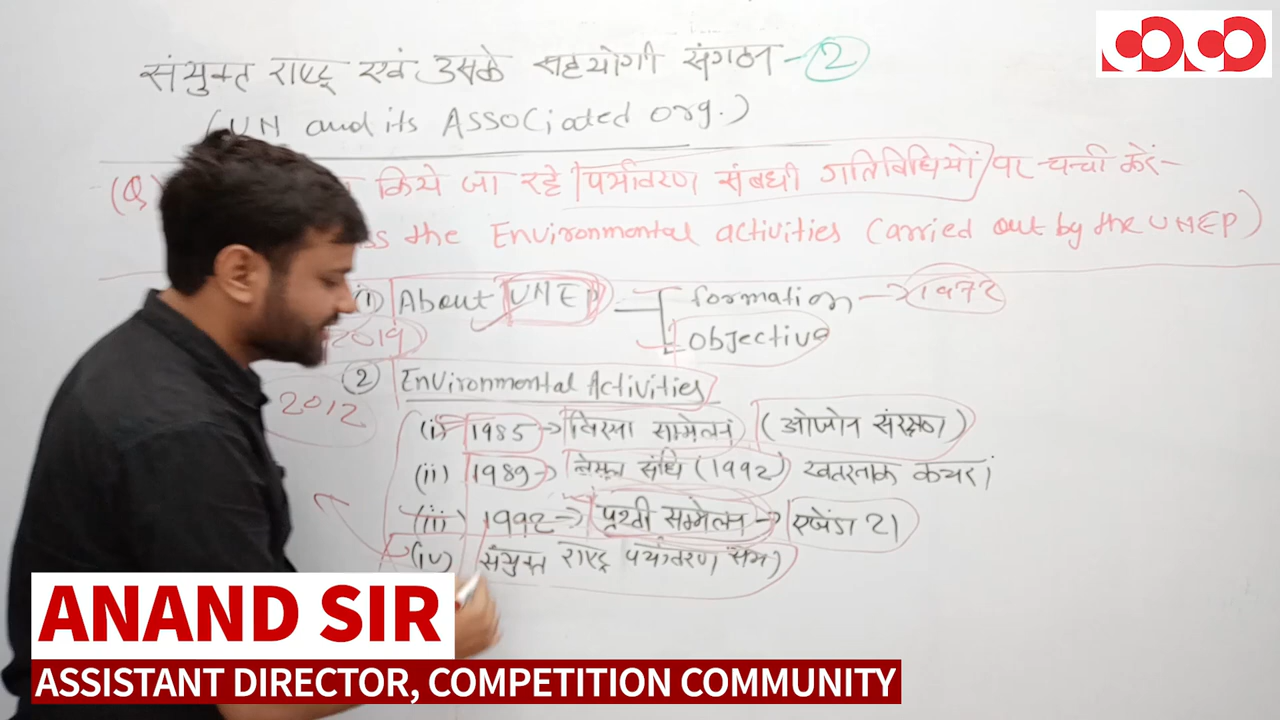 संयुक्त राष्ट्र एवं उसके सहयोगी संगठन - 2
(UN and its Associated org.)
(Q) किये जा रहे पर्यावरण संबधी गतिविधियों पर चर्चा करें-
ss the Environmental activities carried out by the UNEP)
(i) About UNEP formation → 1972
2019 objective
2 Environmental Activities
2012
(i) 1985 → वियना सम्मेलन (ओजोन संरक्षण)
(ii) 1989 → बेसल संधि (1992) खतरनाक कचरा
(iii) 1992 → पृथ्वी सम्मेलन → एजेंडा 21
(iv) संयुक्त राष्ट्र पर्यावरण सभा
ANAND SIR
ASSISTANT DIRECTOR, COMPETITION COMMUNITY